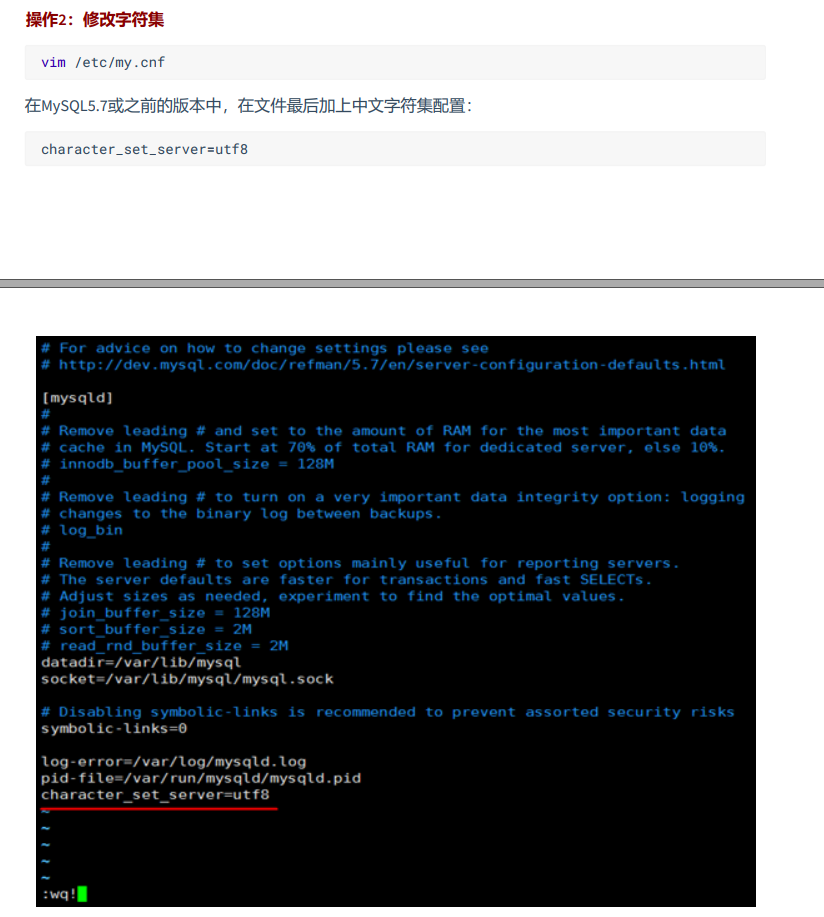 操作2：修改字符集
vim /etc/my.cnf
在MySQL5.7或之前的版本中，在文件最后加上中文字符集配置：
character_set_server=utf8
# For advice on how to change settings please see
# http://dev.mysql.com/doc/refman/5.7/en/server-configuration-defaults.html
[mysqld]
#
# Remove leading # and set to the amount of RAM for the most important data
# cache in MySQL. Start at 70% of total RAM for dedicated server, else 10%.
# innodb_buffer_pool_size = 128M
#
# Remove leading # to turn on a very important data integrity option: logging
# changes to the binary log between backups.
# log_bin
#
# Remove leading # to set options mainly useful for reporting servers.
# The server defaults are faster for transactions and fast SELECTs.
# Adjust sizes as needed, experiment to find the optimal values.
# join_buffer_size = 128M
# sort_buffer_size = 2M
# read_rnd_buffer_size = 2M
datadir=/var/lib/mysql
socket=/var/lib/mysql/mysql.sock
# Disabling symbolic-links is recommended to prevent assorted security risks
symbolic-links=0
log-error=/var/log/mysqld.log
pid-file=/var/run/mysqld/mysqld.pid
character_set_server=utf8
~
~
~
~
~
:wq!